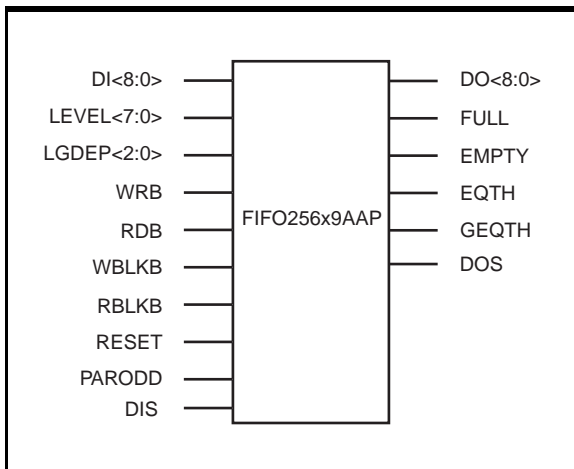 DI<8:0>
LEVEL<7:0>
LGDEP<2:0>
WRB
RDB
WBLKB
RBLKB
RESET
PARODD
DIS
FIFO256x9AAP
DO<8:0>
FULL
EMPTY
EQTH
GEQTH
DOS